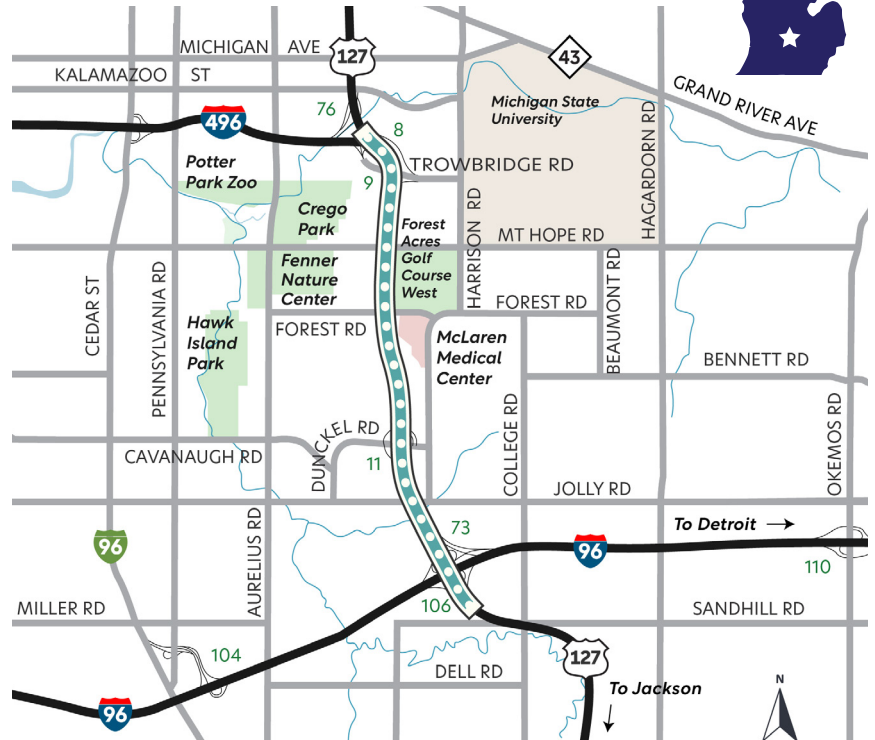 MICHIGAN AVE
127
43
KALAMAZOO ST
GRAND RIVER AVE
76
Michigan State
University
496
8
HAGARDORN RD
Potter
Park Zoo
TROWBRIDGE RD
9
Crego
Park
HARRISON RD
Forest
Acres
Golf
Course
West
MT HOPE RD
Fenner
Nature
Center
CEDAR ST
PENNSYLVANIA RD
FOREST RD
BEAUMONT RD
Hawk
Island
Park
FOREST RD
McLaren
Medical
Center
BENNETT RD
DUNCKEL RD
COLLEGE RD
OKEMOS RD
CAVANAUGH RD
11
JOLLY RD
AURELIUS RD
73
To Detroit
96
96
110
MILLER RD
106
SANDHILL RD
104
127
DELL RD
To Jackson
96
N